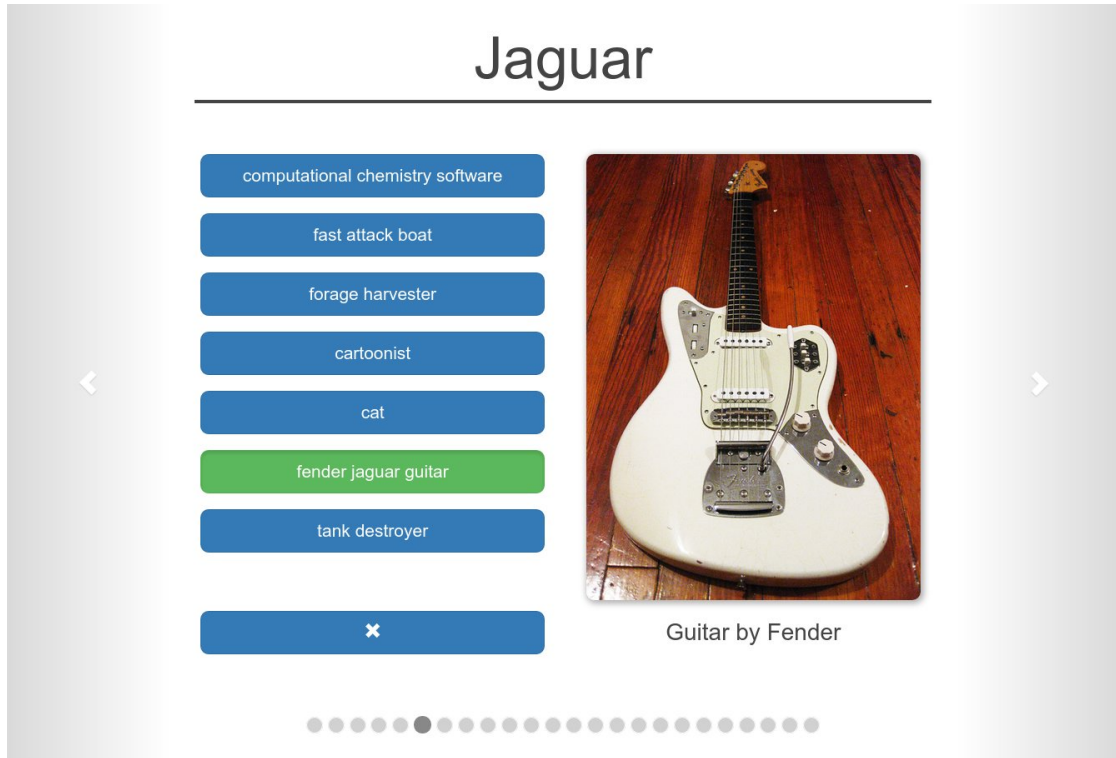 Jaguar
computational chemistry software
fast attack boat
forage harvester
cartoonist
cat
fender jaguar guitar
tank destroyer
Guitar by Fender